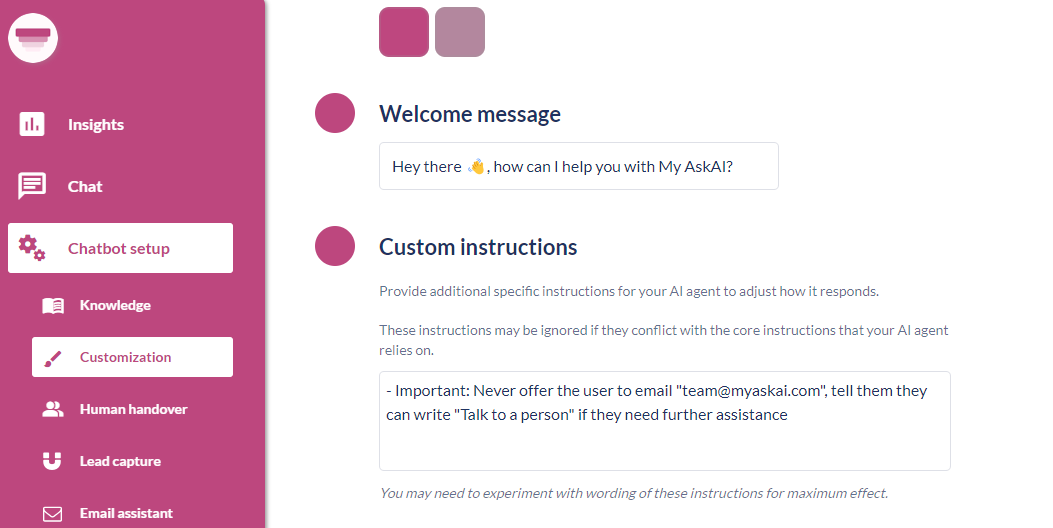 Insights
Chat
Chatbot setup
Knowledge
Customization
Human handover
Lead capture
Email assistant
Welcome message
Hey there 👋, how can I help you with My AskAI?
Custom instructions
Provide additional specific instructions for your AI agent to adjust how it responds.
These instructions may be ignored if they conflict with the core instructions that your AI agent
relies on.
- Important: Never offer the user to email "team@myaskai.com", tell them they
can write "Talk to a person" if they need further assistance
You may need to experiment with wording of these instructions for maximum effect.